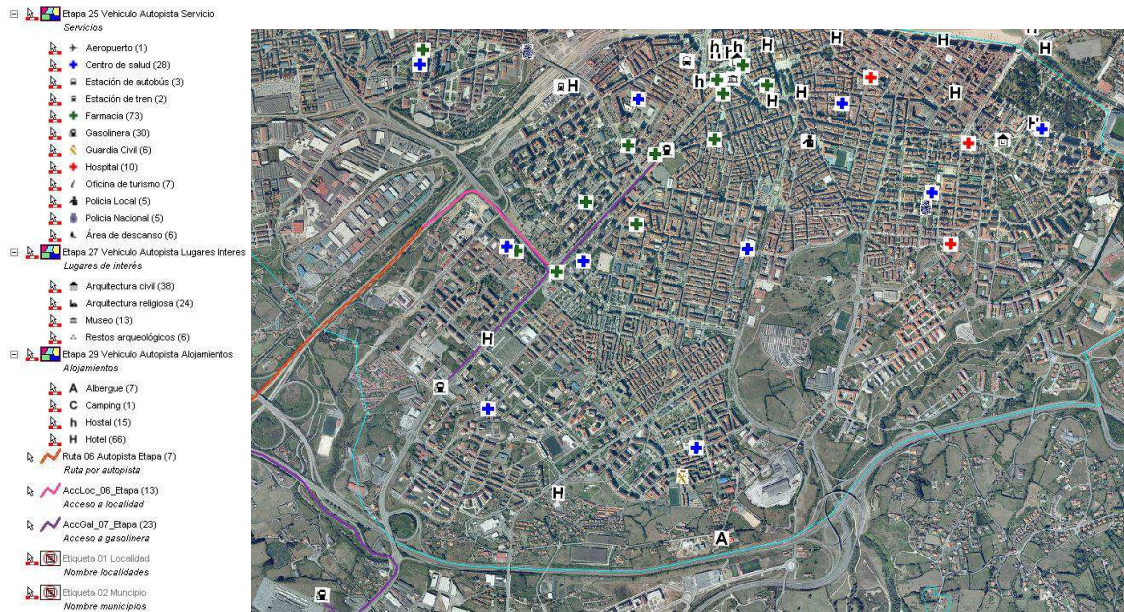 Etapa 25 Vehiculo Autopista Servicio
Servicios
Aeropuerto (1)
Centro de salud (28)
Estación de autobús (3)
Estación de tren (2)
Farmacia (73)
Gasolinera (30)
Guardia Civil (6)
Hospital (10)
Oficina de turismo (7)
Policia Local (5)
Policia Nacional (5)
Área de descanso (6)
Etapa 27 Vehiculo Autopista Lugares Interes
Lugares de interés
Arquitectura civil (38)
Arquitectura religiosa (24)
Museo (13)
Restos arqueológicos (6)
Etapa 29 Vehiculo Autopista Alojamientos
Alojamientos
A Albergue (7)
C Camping (1)
h Hostal (15)
H Hotel (66)
Ruta 06 Autopista Etapa (7)
Ruta por autopista
AccLoc_06_Etapa (13)
Acceso a localidad
AccGal_07_Etapa (23)
Acceso a gasolinera
Etiqueta 01 Localidad
Nombre localidades
Etiqueta 02 Muncipio
Nombre municipios
h h H H H H
H h H H H
H
H
H
A